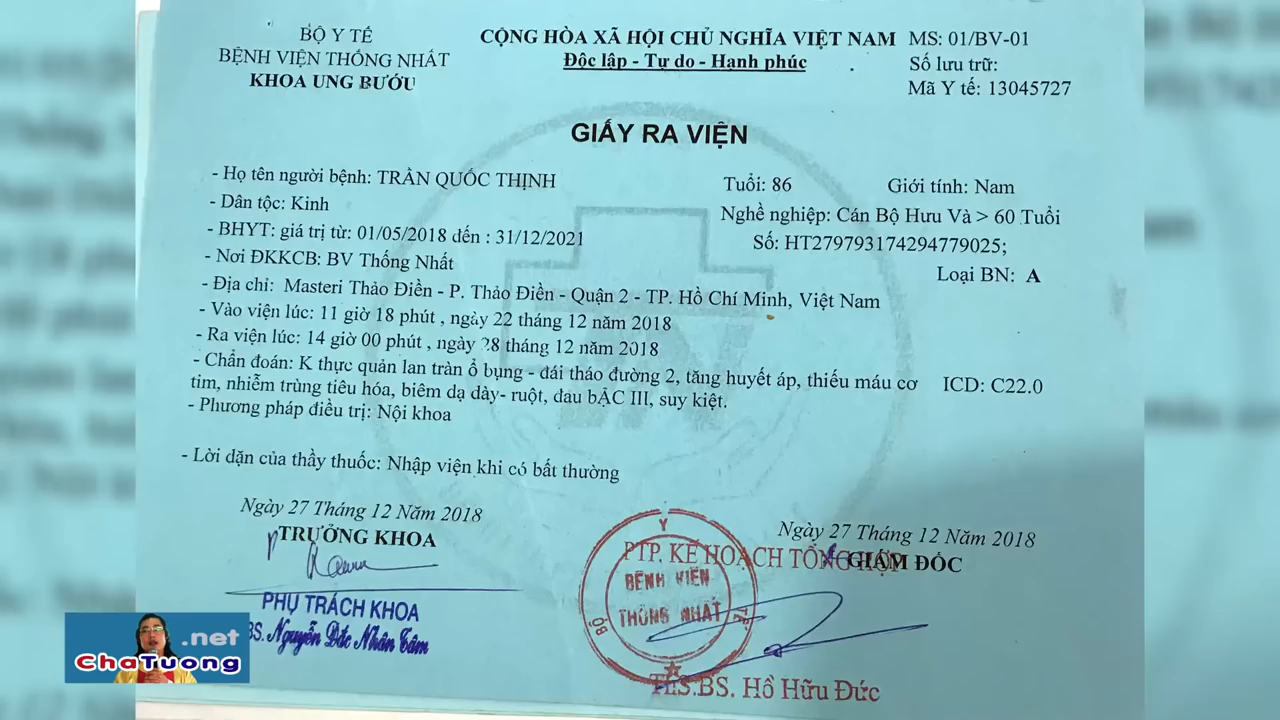 BỘ Y TẾ
BỆNH VIỆN THỐNG NHẤT
KHOA UNG BƯỚU
CỘNG HÒA XÃ HỘI CHỦ NGHĨA VIỆT NAM
Độc lập - Tự do - Hạnh phúc
MS: 01/BV-01
Số lưu trữ:
Mã Y tế: 13045727
GIẤY RA VIỆN
- Họ tên người bệnh: TRẦN QUỐC THỊNH Tuổi: 86 Giới tính: Nam
- Dân tộc: Kinh Nghề nghiệp: Cán Bộ Hưu Và > 60 Tuổi
- BHYT: giá trị từ: 01/05/2018 đến : 31/12/2021 Số: HT279793174294779025;
- Nơi ĐKKCB: BV Thống Nhất Loại BN: A
- Địa chỉ: Masteri Thảo Điền - P. Thảo Điền - Quận 2 - TP. Hồ Chí Minh, Việt Nam
- Vào viện lúc: 11 giờ 18 phút , ngày 22 tháng 12 năm 2018
- Ra viện lúc: 14 giờ 00 phút , ngày 28 tháng 12 năm 2018
- Chẩn đoán: K thực quản lan tràn ổ bụng - đái tháo đường 2, tăng huyết áp, thiếu máu cơ ICD: C22.0
tim, nhiễm trùng tiêu hóa, biêm dạ dày- ruột, đau bẬC III, suy kiệt.
- Phương pháp điều trị: Nội khoa
- Lời dặn của thầy thuốc: Nhập viện khi có bất thường
Ngày 27 Tháng 12 Năm 2018
TRƯỞNG KHOA
PHỤ TRÁCH KHOA
BS. Nguyễn Đắc Nhân Tâm
Ngày 27 Tháng 12 Năm 2018
GIÁM ĐỐC
PTP. KẾ HOẠCH TỔNG HỢP
BỘ Y TẾ
BỆNH VIỆN
THỐNG NHẤT
ThS.BS. Hồ Hữu Đức
.net
ChaTuong